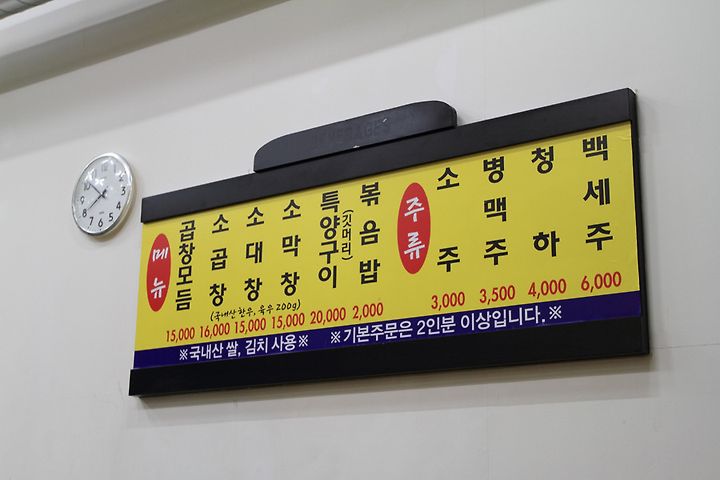 BEVERAGES
메뉴
곱창모듬
15,000
소곱창
16,000
소대창
15,000
소막창
15,000
(국내산 한우, 육우 200g)
특양구이
(깃머리)
20,000
볶음밥
2,000
주류
소주
3,000
병맥주
3,500
청하
4,000
백세주
6,000
※국내산 쌀, 김치 사용※ ※기본주문은 2인분 이상입니다.※